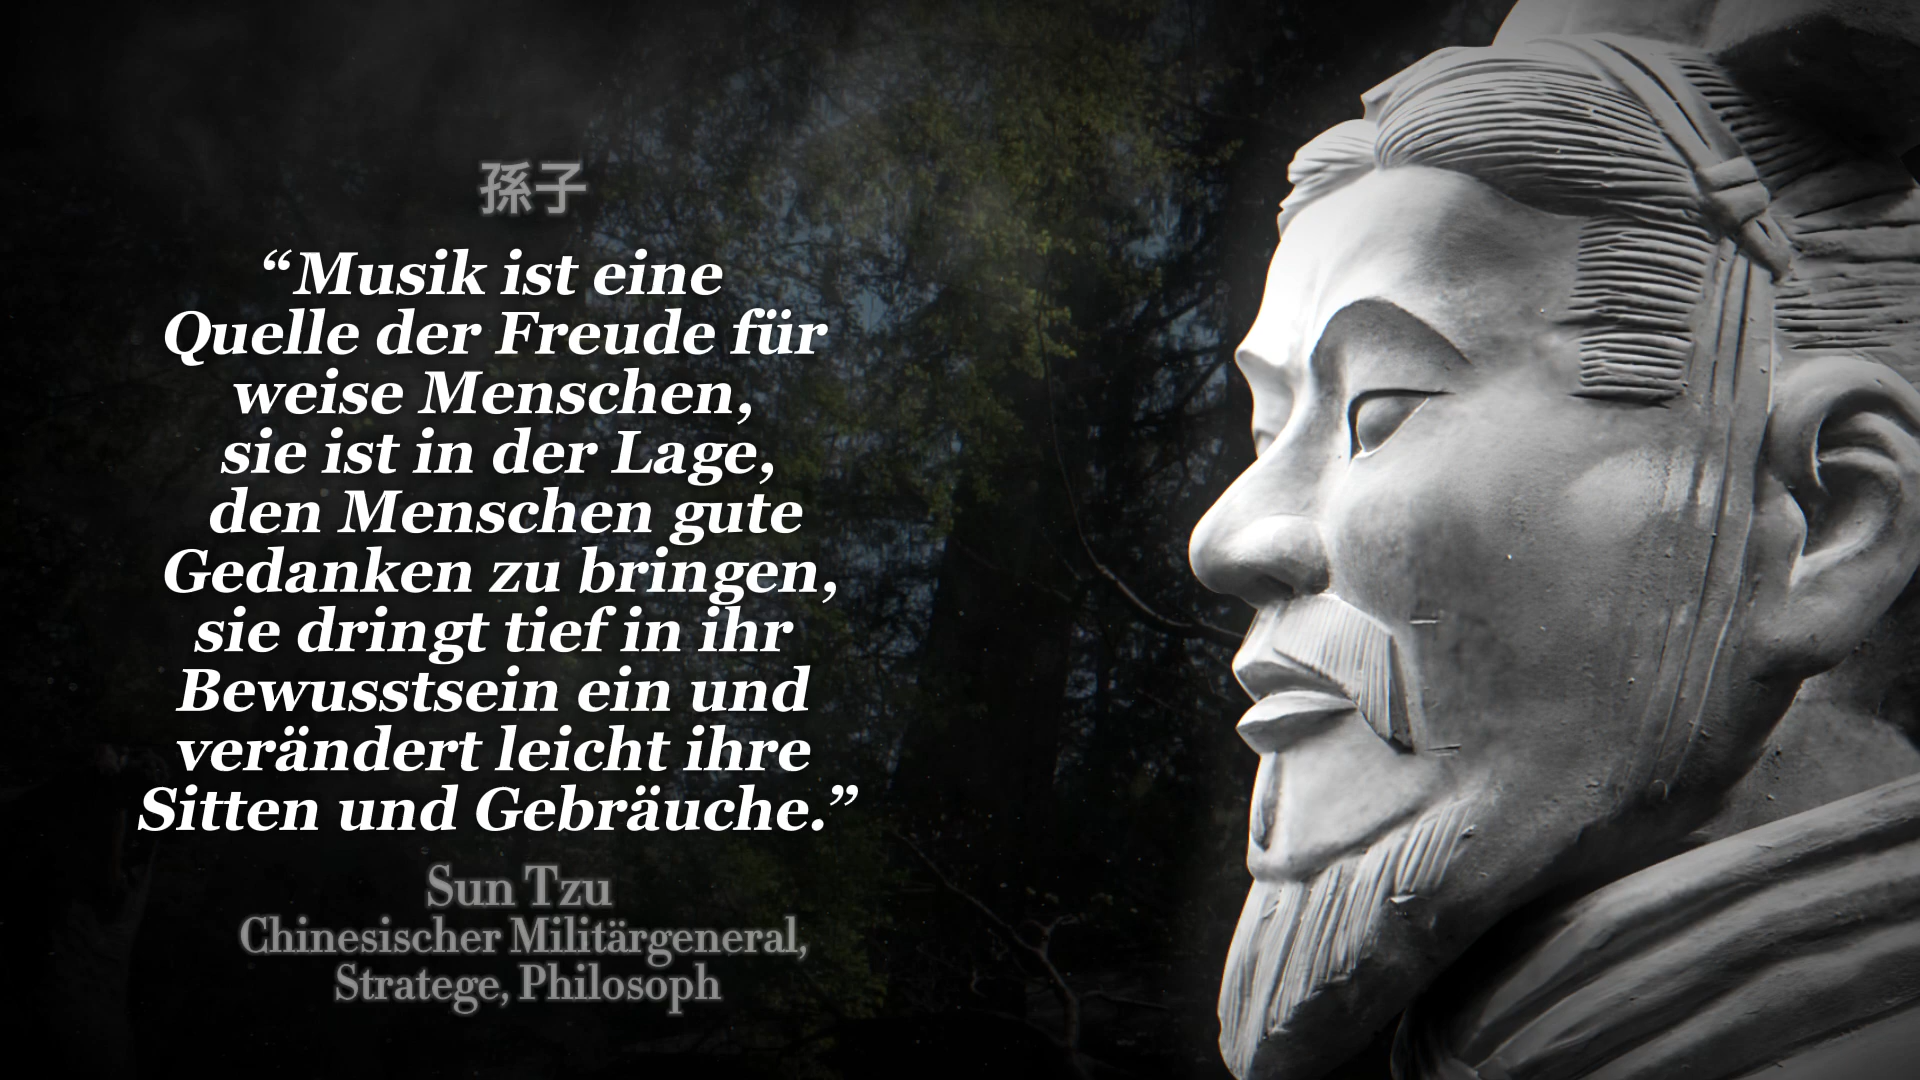 孫子
“Musik ist eine
Quelle der Freude für
weise Menschen,
sie ist in der Lage,
den Menschen gute
Gedanken zu bringen,
sie dringt tief in ihr
Bewusstsein ein und
verändert leicht ihre
Sitten und Gebräuche.”
Sun Tzu
Chinesischer Militärgeneral,
Stratege, Philosoph